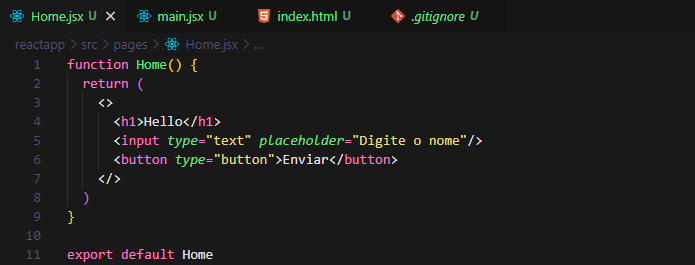 Home.jsx U × main.jsx U index.html U .gitignore U
reactapp > src > pages > Home.jsx > ...
1 function Home() {
2 return (
3 <>
4 <h1>Hello</h1>
5 <input type="text" placeholder="Digite o nome"/>
6 <button type="button">Enviar</button>
7 </>
8 )
9 }
10
11 export default Home